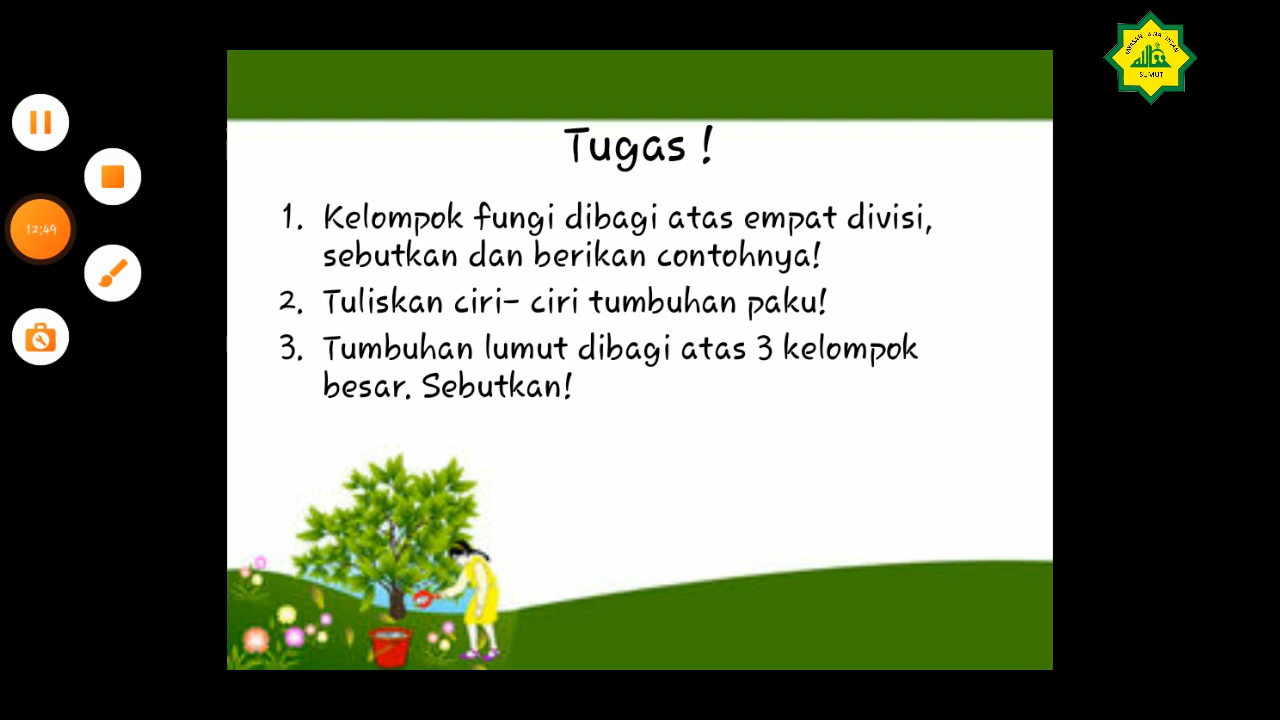 Tugas !
1. Kelompok fungi dibagi atas empat divisi,
sebutkan dan berikan contohnya!
2. Tuliskan ciri- ciri tumbuhan paku!
3. Tumbuhan lumut dibagi atas 3 kelompok
besar. Sebutkan!
12:49
SUMUT